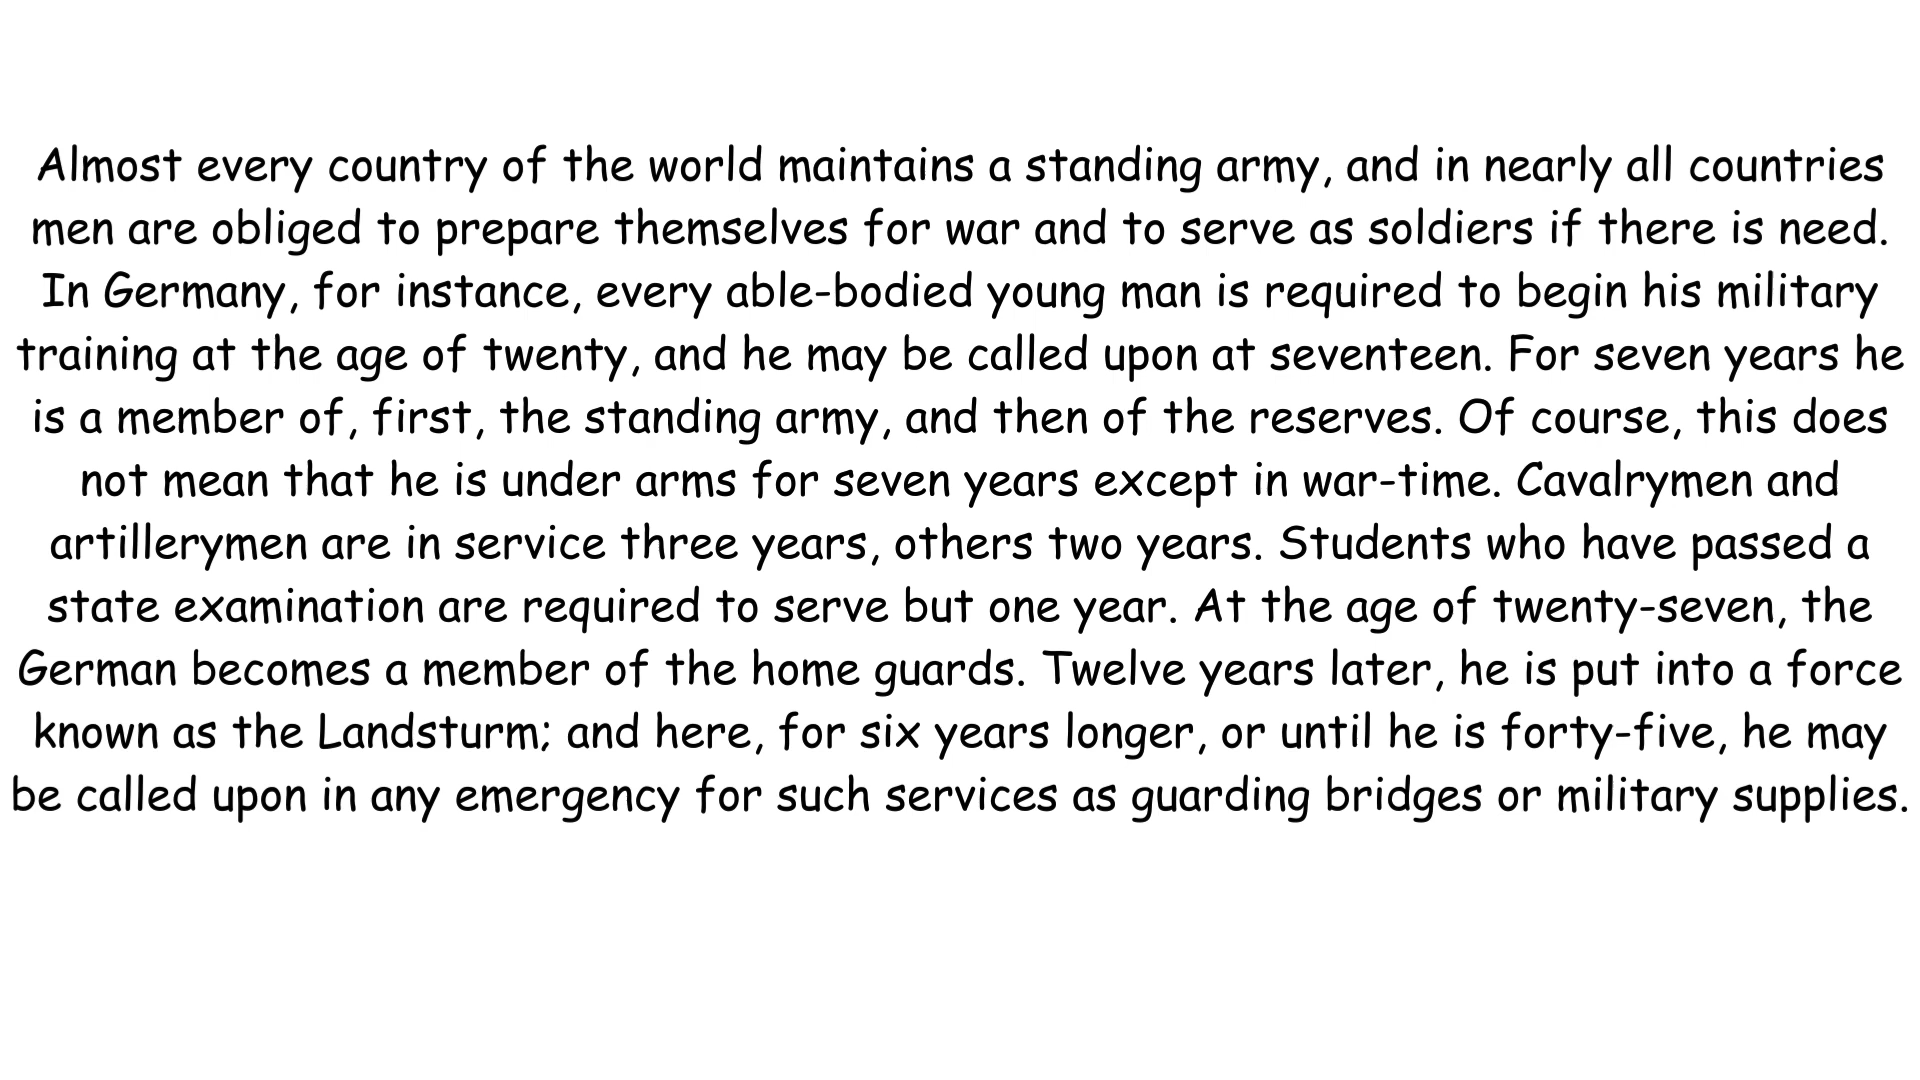 Almost every country of the world maintains a standing army, and in nearly all countries
men are obliged to prepare themselves for war and to serve as soldiers if there is need.
In Germany, for instance, every able-bodied young man is required to begin his military
training at the age of twenty, and he may be called upon at seventeen. For seven years he
is a member of, first, the standing army, and then of the reserves. Of course, this does
not mean that he is under arms for seven years except in war-time. Cavalrymen and
artillerymen are in service three years, others two years. Students who have passed a
state examination are required to serve but one year. At the age of twenty-seven, the
German becomes a member of the home guards. Twelve years later, he is put into a force
known as the Landsturm; and here, for six years longer, or until he is forty-five, he may
be called upon in any emergency for such services as guarding bridges or military supplies.